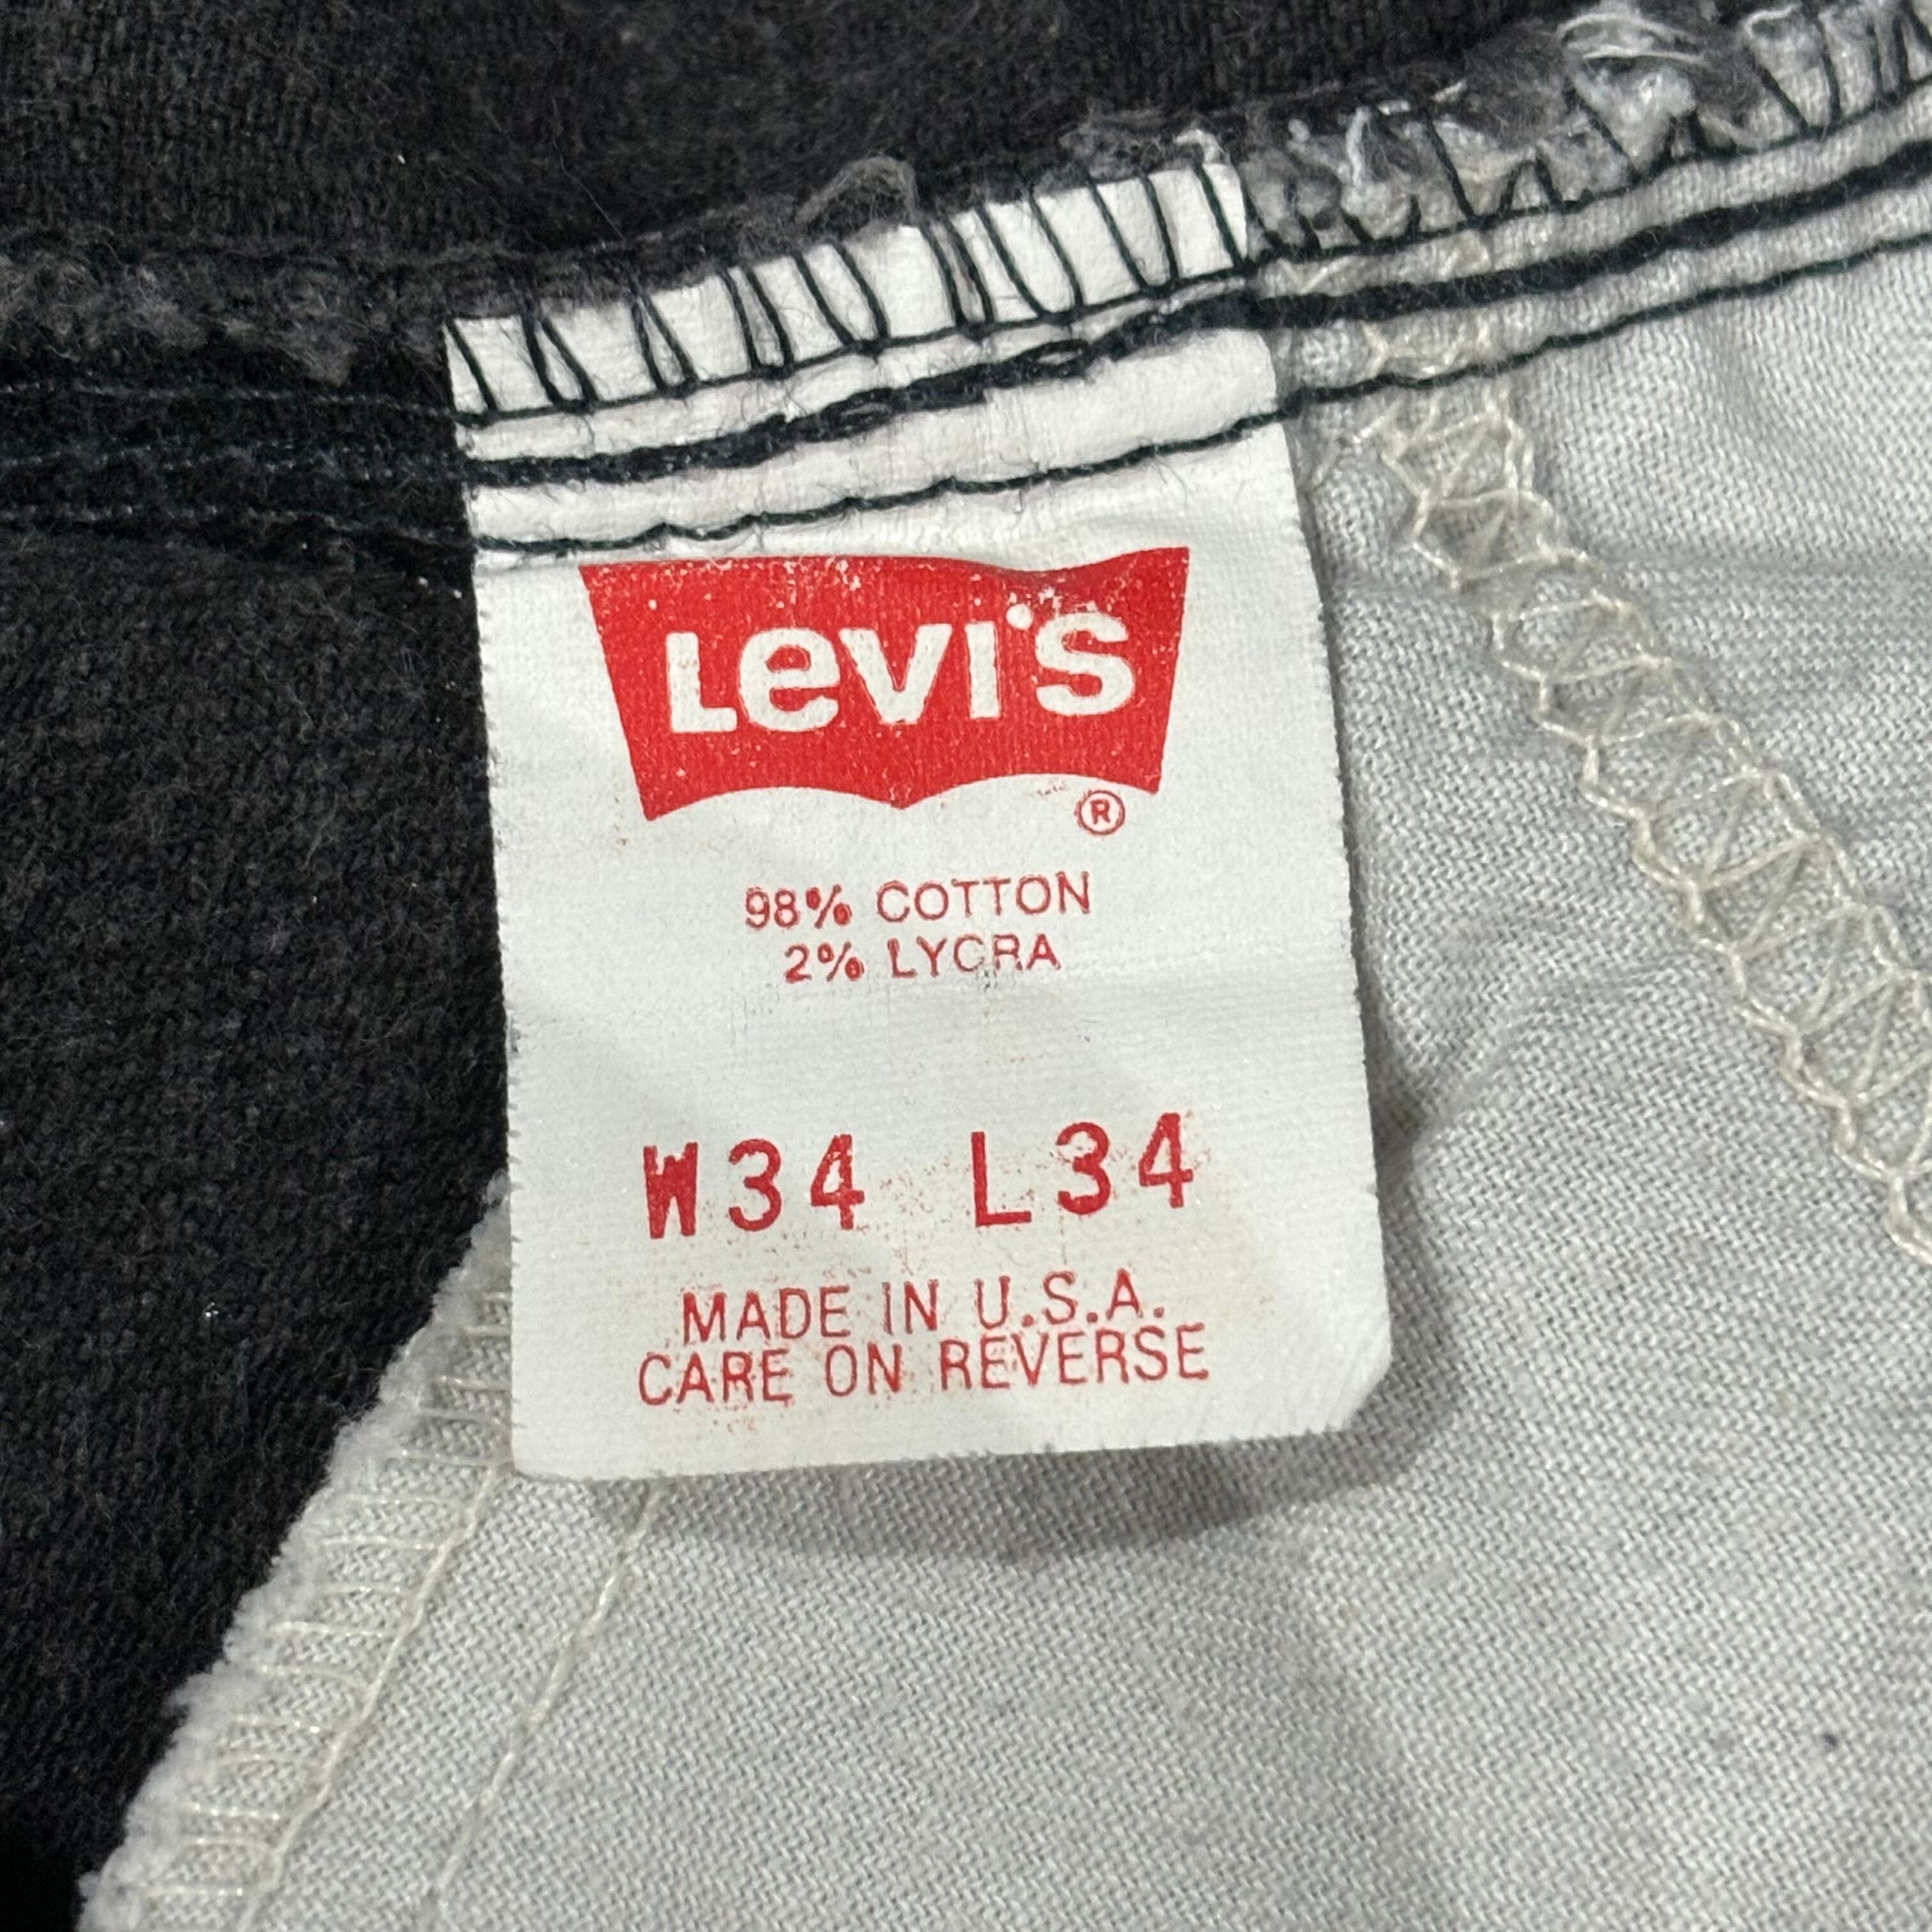 Levi's
®
98% COTTON
2% LYCRA
W34 L34
MADE IN U.S.A.
CARE ON REVERSE